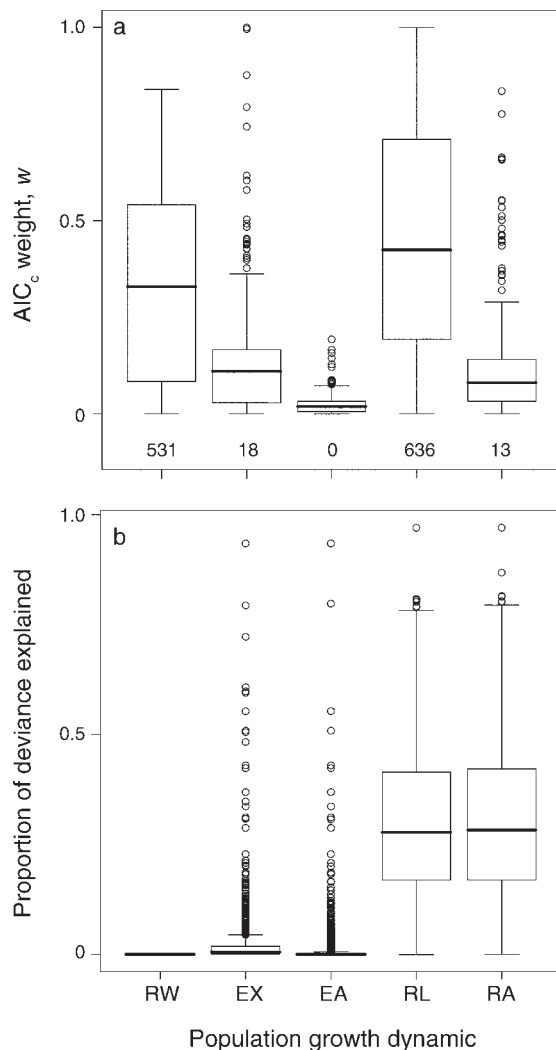 a
1.0
0.5
0
AICc weight, w
531 18 0 636 13
b
1.0
0.5
0
Proportion of deviance explained
RW EX EA RL RA
Population growth dynamic